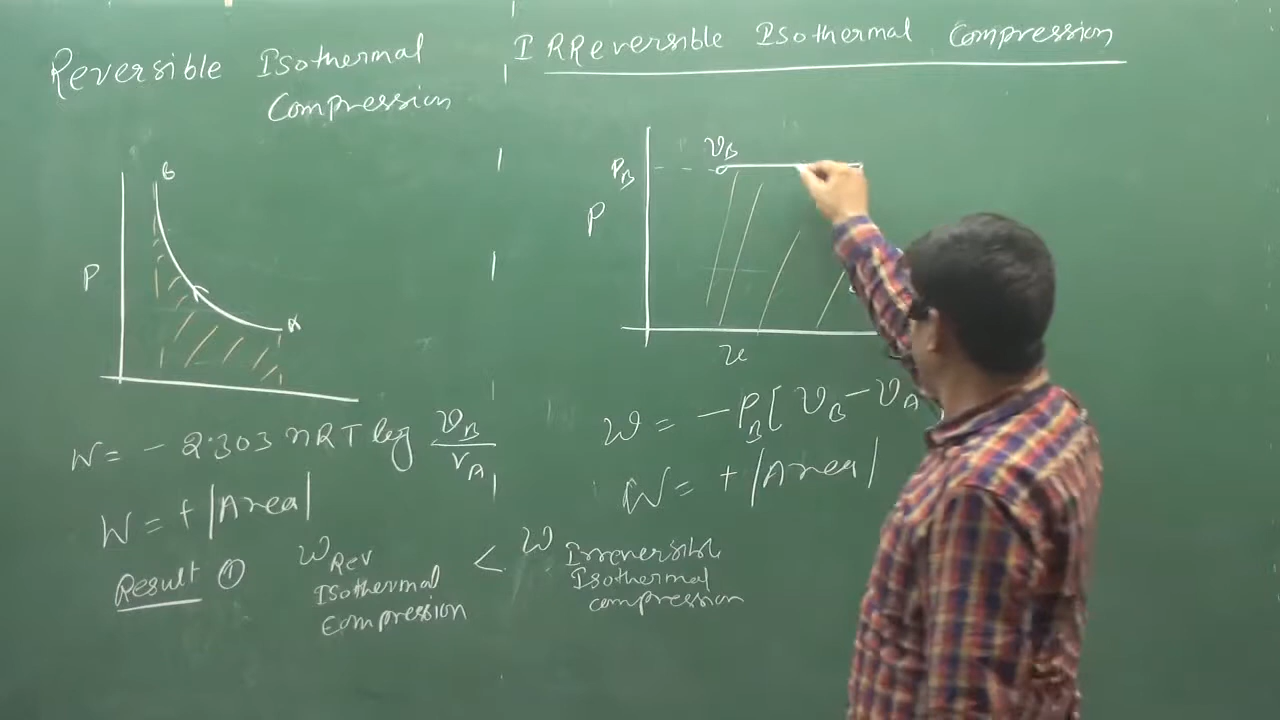 Reversible Isothermal
Compression
B
P
A
W = - 2.303 nRT log VB/VA
W = + |Area|
Result ①
WRev
Isothermal
compression
<
W Irreversible
Isothermal
compression
IRReversible Isothermal Compression
VB
PB
P
W = - PB [ VB - VA
W = + |Area|